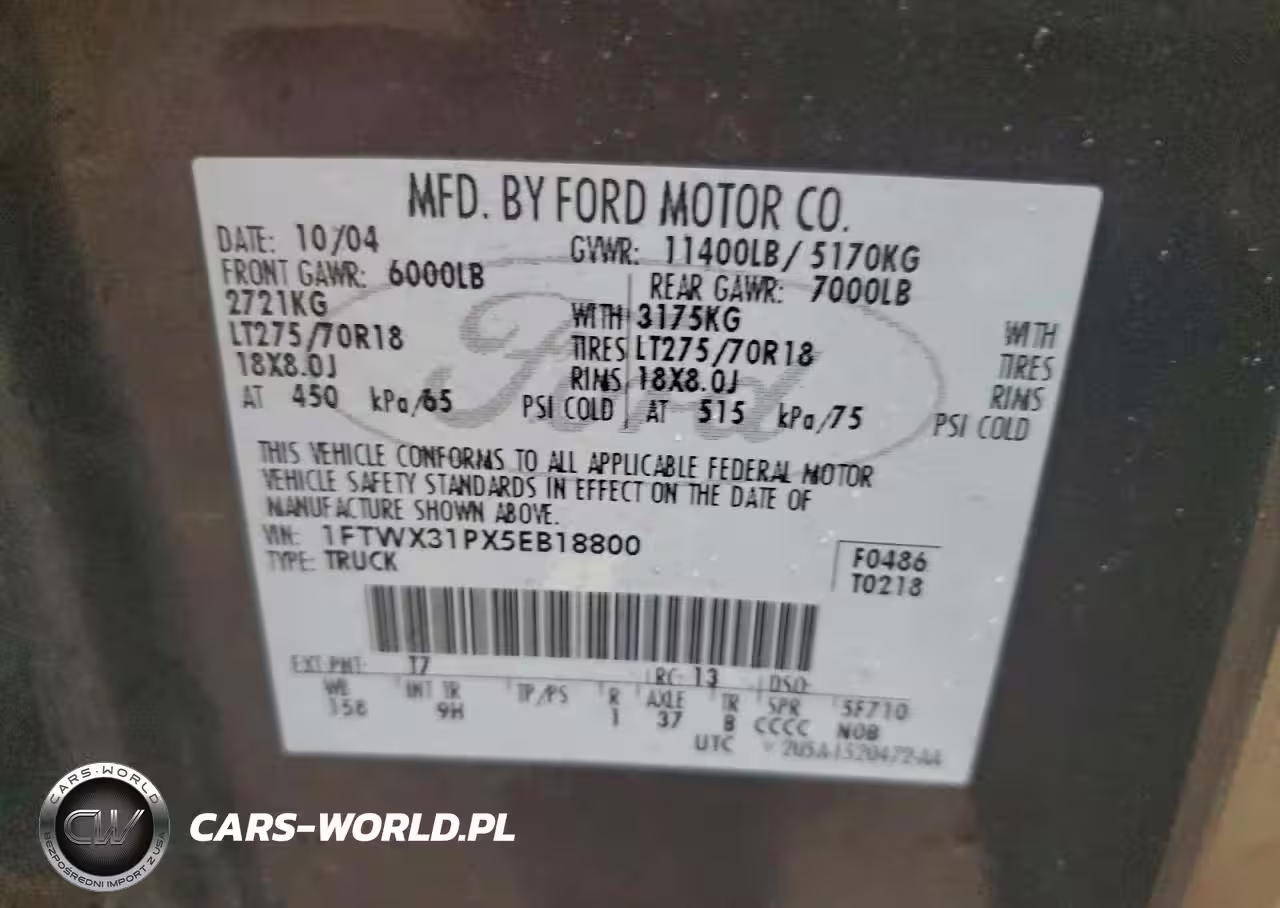 MFD. BY FORD MOTOR CO.
DATE: 10/04 GVWR: 11400LB/ 5170KG
FRONT GAWR: 6000LB REAR GAWR: 7000LB
2721KG WITH 3175KG WITH
LT275/70R18 TIRES LT275/70R18 TIRES
18X8.0J RIMS 18X8.0J RIMS
AT 450 kPa/65 PSI COLD AT 515 kPa/75 PSI COLD
Ford
THIS VEHICLE CONFORMS TO ALL APPLICABLE FEDERAL MOTOR
VEHICLE SAFETY STANDARDS IN EFFECT ON THE DATE OF
MANUFACTURE SHOWN ABOVE.
VIN: 1FTWX31PX5EB18800
TYPE: TRUCK
F0486
T0218
EXT PNT: T7 RC: 13 DSO:
WB INT TR TP/PS R AXLE TR SPR 5F710
158 9H 1 37 B CCCC N0B
UTC
CARS-WORLD
CW
BEZPOŚREDNI IMPORT Z USA
CARS-WORLD.PL